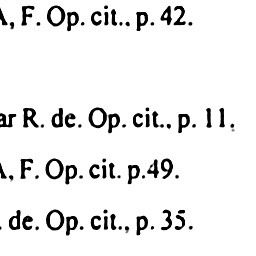 A, F. Op. cit., p. 42.
ar R. de. Op. cit., p. 11.
A, F. Op. cit. p.49.
. de. Op. cit., p. 35.